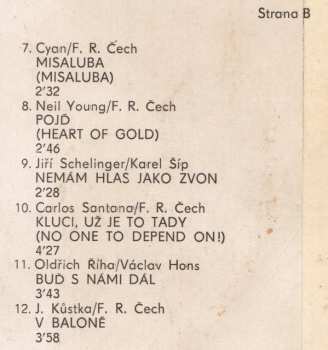 Strana B
7. Cyan/F. R. Čech
MISALUBA
(MISALUBA)
2'32
8. Neil Young/F. R. Čech
POJĎ
(HEART OF GOLD)
2'46
9. Jiří Schelinger/Karel Šíp
NEMÁM HLAS JAKO ZVON
2'28
10. Carlos Santana/F. R. Čech
KLUCI, UŽ JE TO TADY
(NO ONE TO DEPEND ON!)
4'27
11. Oldřich Říha/Václav Hons
BUĎ S NÁMI DÁL
3'43
12. J. Kůstka/F. R. Čech
V BALONĚ
3'58